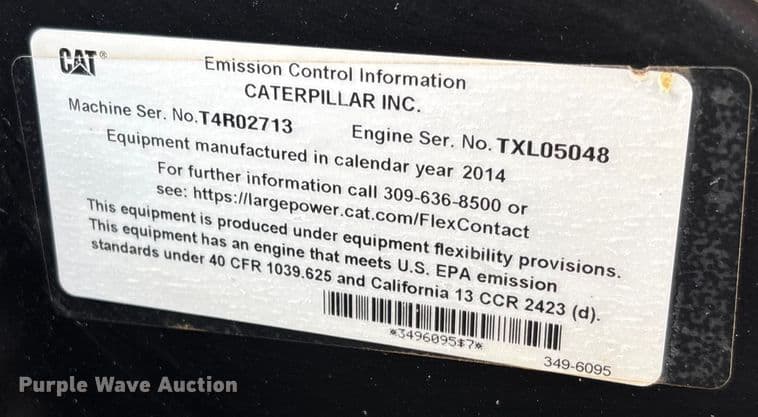 CAT®
Emission Control Information
CATERPILLAR INC.
Machine Ser. No.T4R02713 Engine Ser. No. TXL05048
Equipment manufactured in calendar year 2014
For further information call 309-636-8500 or
see: https://largepower.cat.com/FlexContact
This equipment is produced under equipment flexibility provisions.
This equipment has an engine that meets U.S. EPA emission
standards under 40 CFR 1039.625 and California 13 CCR 2423 (d).
*3496095$7*
349-6095
Purple Wave Auction